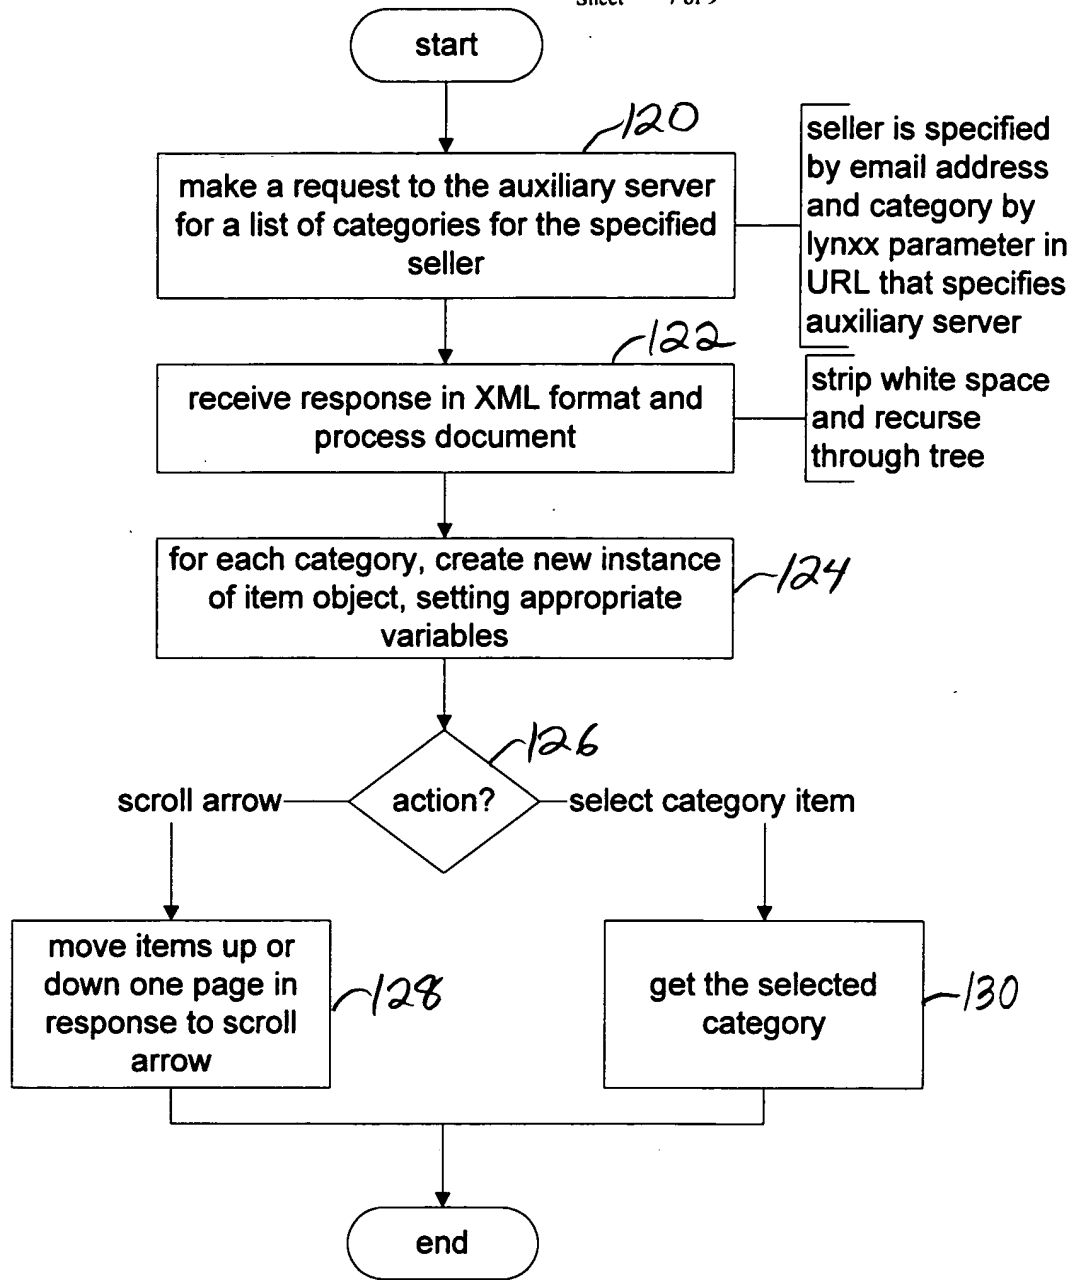 Sheet 7 of 9
start
120
make a request to the auxiliary server
for a list of categories for the specified
seller
seller is specified
by email address
and category by
lynxx parameter in
URL that specifies
auxiliary server
122
receive response in XML format and
process document
strip white space
and recurse
through tree
for each category, create new instance
of item object, setting appropriate
variables
124
126
scroll arrow
action?
select category item
move items up or
down one page in
response to scroll
arrow
128
get the selected
category
130
end